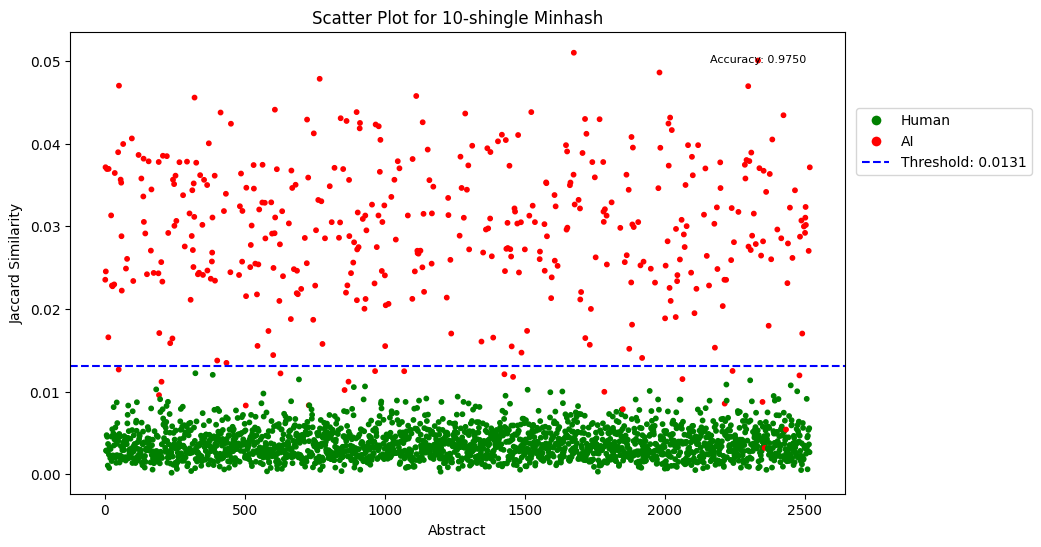 Scatter Plot for 10-shingle Minhash
Accuracy: 0.9750
0.05
0.04
0.03
0.02
0.01
0.00
Jaccard Similarity
0
500
1000
1500
2000
2500
Abstract
Human
AI
Threshold: 0.0131